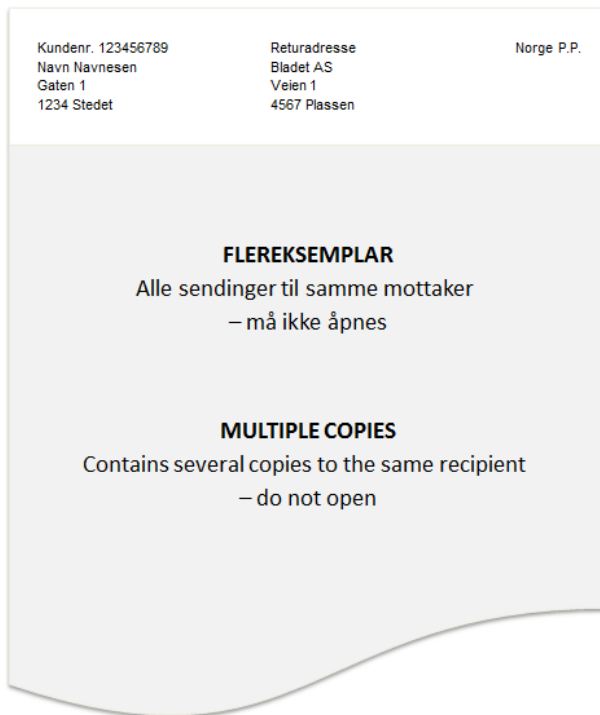 Kundenr. 123456789
Navn Navnesen
Gaten 1
1234 Stedet
Returadresse
Bladet AS
Veien 1
4567 Plassen
Norge P.P.
FLEREKSEMPLAR
Alle sendinger til samme mottaker
– må ikke åpnes
MULTIPLE COPIES
Contains several copies to the same recipient
– do not open